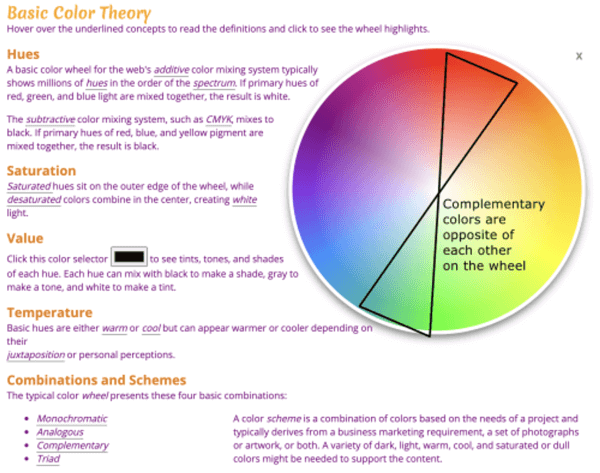 Basic Color Theory
Hover over the underlined concepts to read the definitions and click to see the wheel highlights.
Hues
A basic color wheel for the web's additive color mixing system typically
shows millions of hues in the order of the spectrum. If primary hues of
red, green, and blue light are mixed together, the result is white.
The subtractive color mixing system, such as CMYK, mixes to
black. If primary hues of red, blue, and yellow pigment are
mixed together, the result is black.
Saturation
Saturated hues sit on the outer edge of the wheel, while
desaturated colors combine in the center, creating white
light.
Value
Click this color selector to see tints, tones, and shades
of each hue. Each hue can mix with black to make a shade, gray to
make a tone, and white to make a tint.
Temperature
Basic hues are either warm or cool but can appear warmer or cooler depending on
their
juxtaposition or personal perceptions.
Combinations and Schemes
The typical color wheel presents these four basic combinations:
• Monochromatic
• Analogous
• Complementary
• Triad
A color scheme is a combination of colors based on the needs of a project and
typically derives from a business marketing requirement, a set of photographs
or artwork, or both. A variety of dark, light, warm, cool, and saturated or dull
colors might be needed to support the content.
x
Complementary
colors are
opposite of
each other
on the wheel